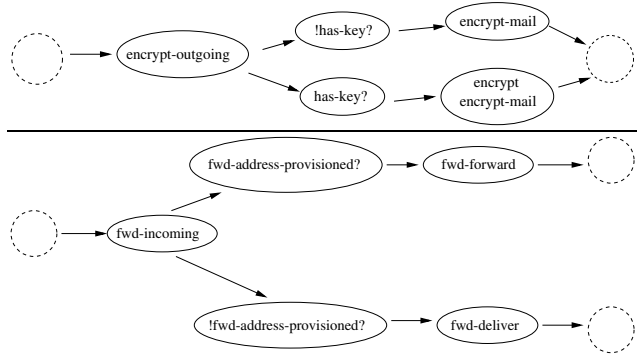 !has-key?
encrypt-mail
encrypt-outgoing
has-key?
encrypt
encrypt-mail
fwd-address-provisioned?
fwd-forward
fwd-incoming
!fwd-address-provisioned?
fwd-deliver